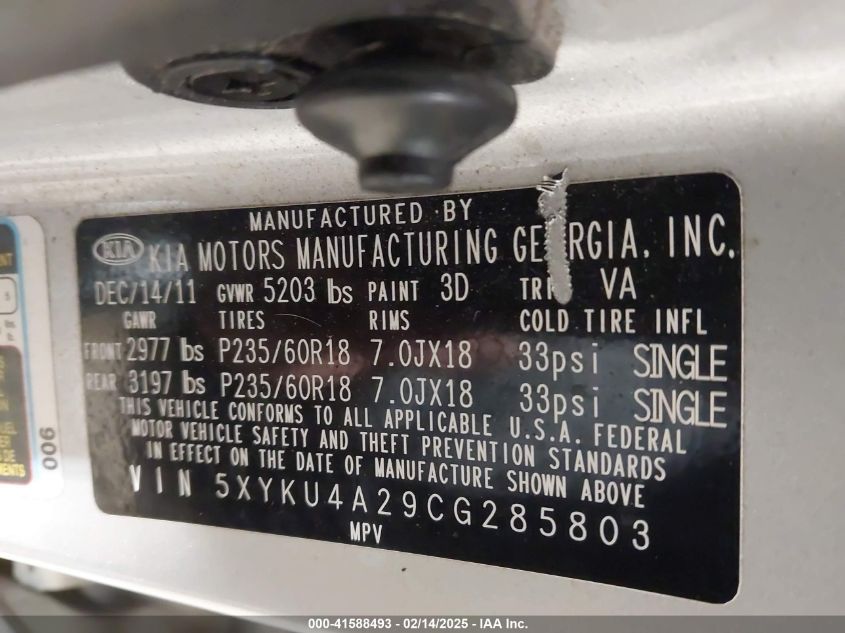 MANUFACTURED BY
KIA KIA MOTORS MANUFACTURING GE RGIA, INC.
DEC/14/11 GVWR 5203 lbs PAINT 3D TRI VA
GAWR TIRES RIMS COLD TIRE INFL
FRONT 2977 lbs P235/60R18 7.0JX18 33psi SINGLE
REAR 3197 lbs P235/60R18 7.0JX18 33psi SINGLE
THIS VEHICLE CONFORMS TO ALL APPLICABLE U.S.A. FEDERAL
MOTOR VEHICLE SAFETY AND THEFT PREVENTION STANDARDS
IN EFFECT ON THE DATE OF MANUFACTURE SHOWN ABOVE
VIN 5XYKU4A29CG285803
MPV
006
000-41588493 - 02/14/2025 - IAA Inc.